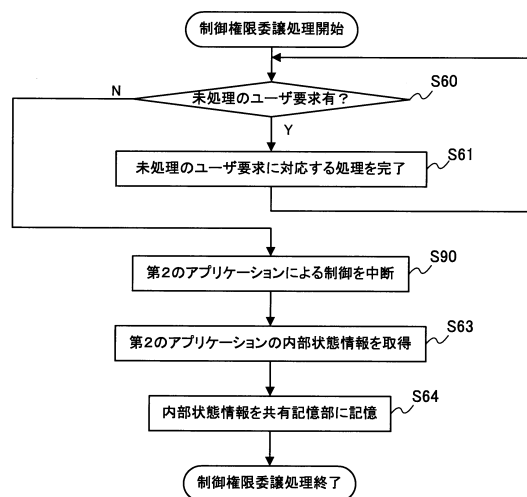 制御権限委譲処理開始
N
未処理のユーザ要求有？
S60
Y
未処理のユーザ要求に対応する処理を完了
S61
第２のアプリケーションによる制御を中断
S90
第２のアプリケーションの内部状態情報を取得
S63
内部状態情報を共有記憶部に記憶
S64
制御権限委譲処理終了